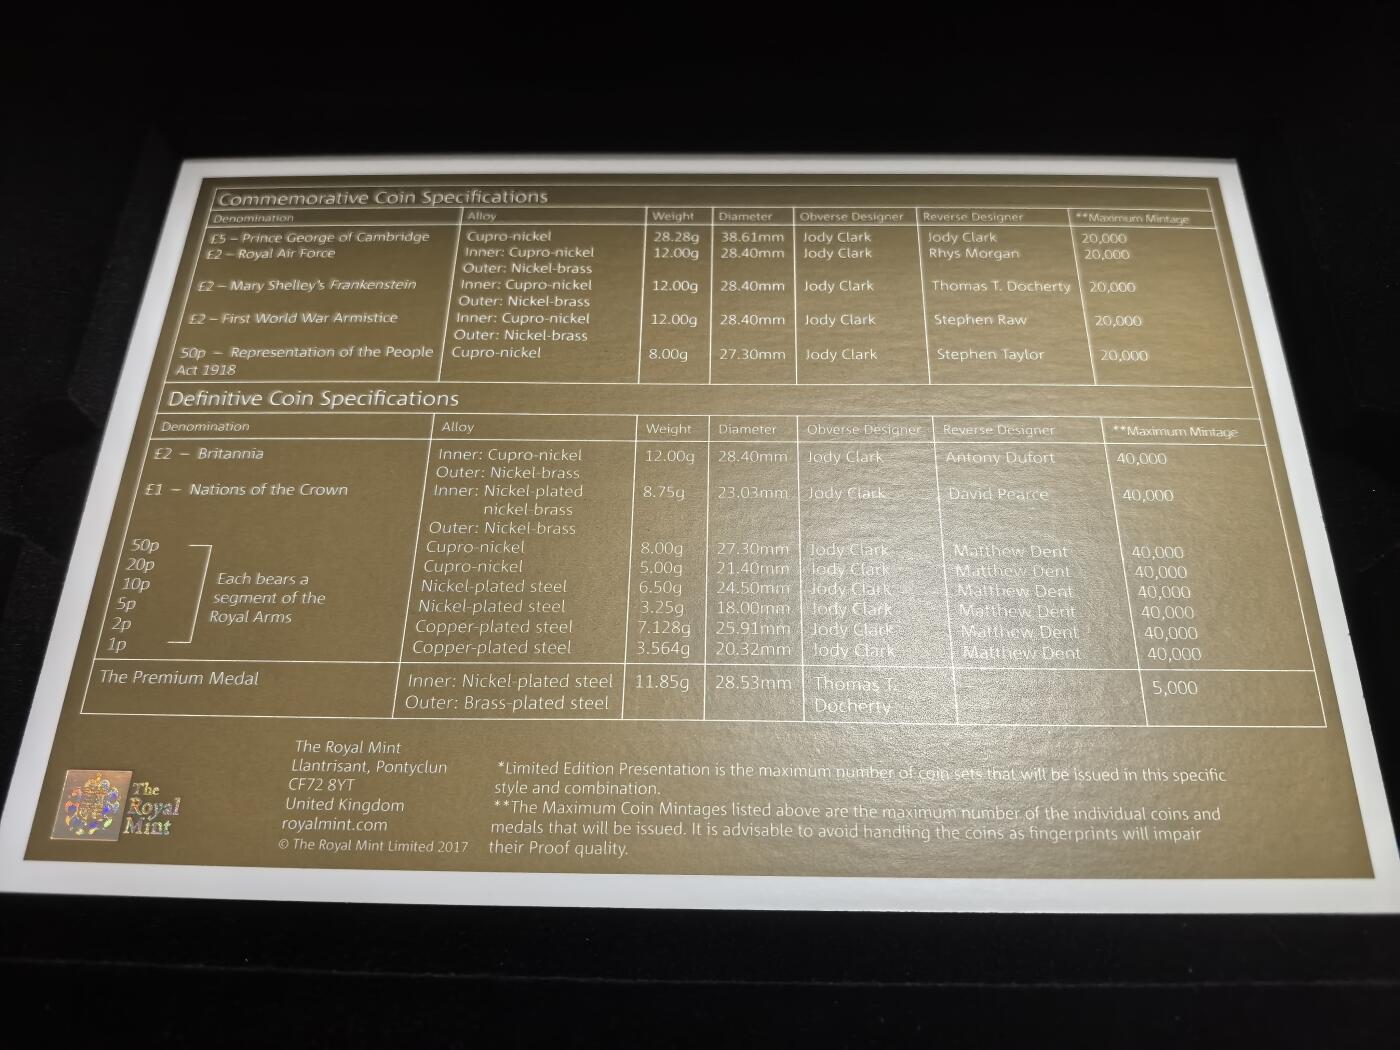 Commemorative Coin Specifications
Denomination Alloy Weight Diameter Obverse Designer Reverse Designer **Maximum Mintage
£5 – Prince George of Cambridge Cupro-nickel 28.28g 38.61mm Jody Clark Jody Clark 20,000
£2 – Royal Air Force Inner: Cupro-nickel 12.00g 28.40mm Jody Clark Rhys Morgan 20,000
Outer: Nickel-brass
£2 – Mary Shelley's Frankenstein Inner: Cupro-nickel 12.00g 28.40mm Jody Clark Thomas T. Docherty 20,000
Outer: Nickel-brass
£2 – First World War Armistice Inner: Cupro-nickel 12.00g 28.40mm Jody Clark Stephen Raw 20,000
Outer: Nickel-brass
50p – Representation of the People Cupro-nickel 8.00g 27.30mm Jody Clark Stephen Taylor 20,000
Act 1918
Definitive Coin Specifications
Denomination Alloy Weight Diameter Obverse Designer Reverse Designer **Maximum Mintage
£2 – Britannia Inner: Cupro-nickel 12.00g 28.40mm Jody Clark Antony Dufort 40,000
Outer: Nickel-brass
£1 – Nations of the Crown Inner: Nickel-plated 8.75g 23.03mm Jody Clark David Pearce 40,000
nickel-brass
Outer: Nickel-brass
50p Cupro-nickel 8.00g 27.30mm Jody Clark Matthew Dent 40,000
20p Cupro-nickel 5.00g 21.40mm Jody Clark Matthew Dent 40,000
10p Each bears a Nickel-plated steel 6.50g 24.50mm Jody Clark Matthew Dent 40,000
5p segment of the Nickel-plated steel 3.25g 18.00mm Jody Clark Matthew Dent 40,000
2p Royal Arms Copper-plated steel 7.128g 25.91mm Jody Clark Matthew Dent 40,000
1p Copper-plated steel 3.564g 20.32mm Jody Clark Matthew Dent 40,000
The Premium Medal Inner: Nickel-plated steel 11.85g 28.53mm Thomas T. 5,000
Outer: Brass-plated steel Docherty
The
Royal
Mint
The Royal Mint
Llantrisant, Pontyclun
CF72 8YT
United Kingdom
royalmint.com
© The Royal Mint Limited 2017
*Limited Edition Presentation is the maximum number of coin sets that will be issued in this specific
style and combination.
**The Maximum Coin Mintages listed above are the maximum number of the individual coins and
medals that will be issued. It is advisable to avoid handling the coins as fingerprints will impair
their Proof quality.